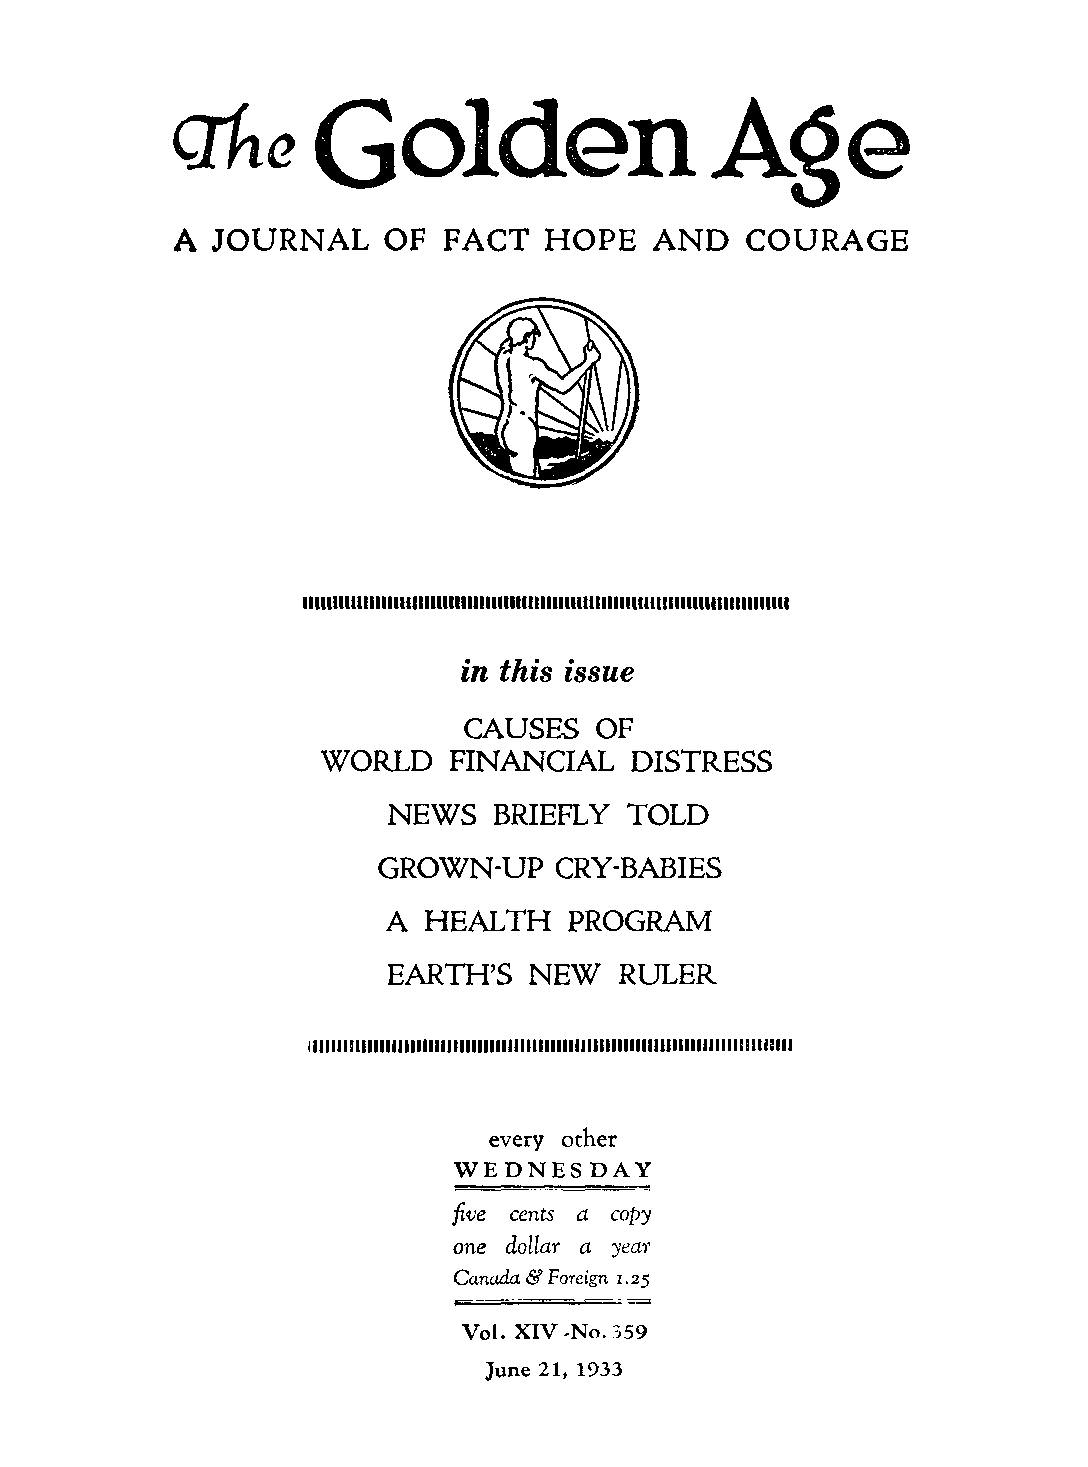 The Golden Age
A JOURNAL OF FACT HOPE AND COURAGE
in this issue
CAUSES OF
WORLD FINANCIAL DISTRESS
NEWS BRIEFLY TOLD
GROWN-UP CRY-BABIES
A HEALTH PROGRAM
EARTH'S NEW RULER
every other
WEDNESDAY
five cents a copy
one dollar a year
Canada & Foreign 1.25
Vol. XIV - No. 359
June 21, 1933